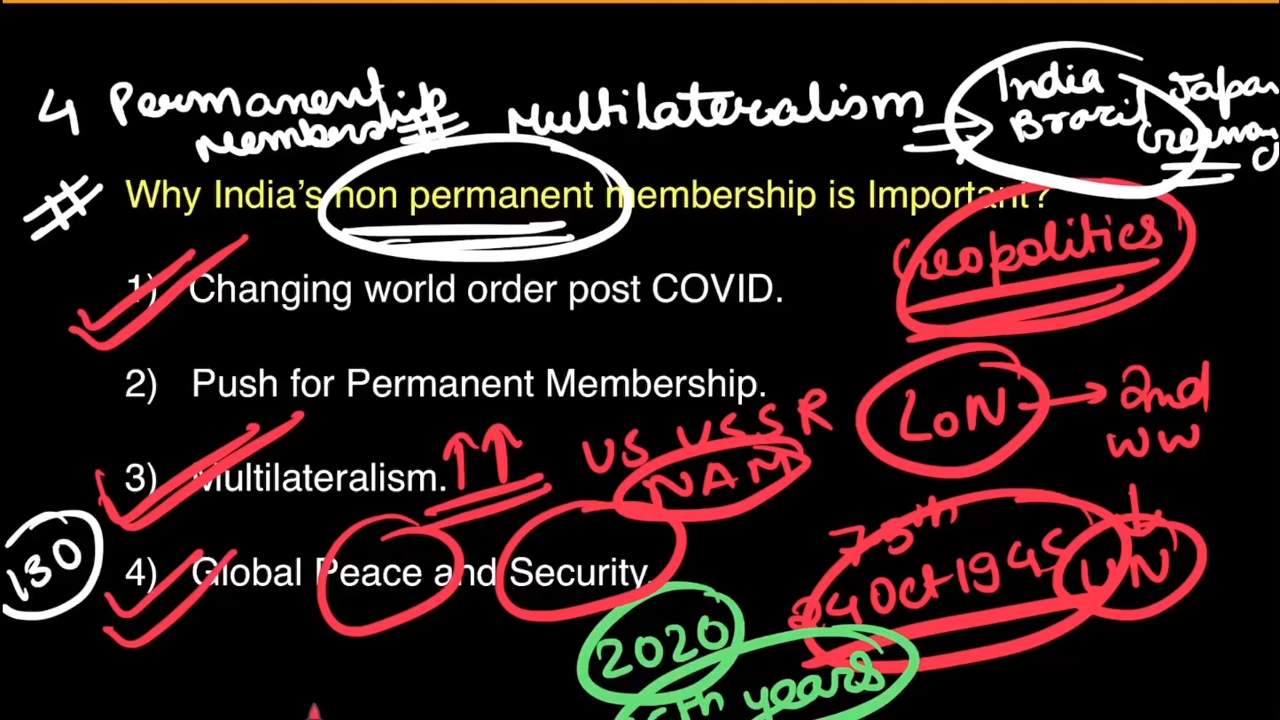 4 Permanent Multilateralism => India Japan
Membership Brazil Germany
# Why India's non permanent membership is Important?
Geopolitics
1) Changing world order post COVID.
2) Push for Permanent Membership.
LoN → 2nd
WW
US USSR
NAM
3) Multilateralism. ↑↑
75th
24 Oct 1945 UN
130
4) Global Peace and Security.
2020
years